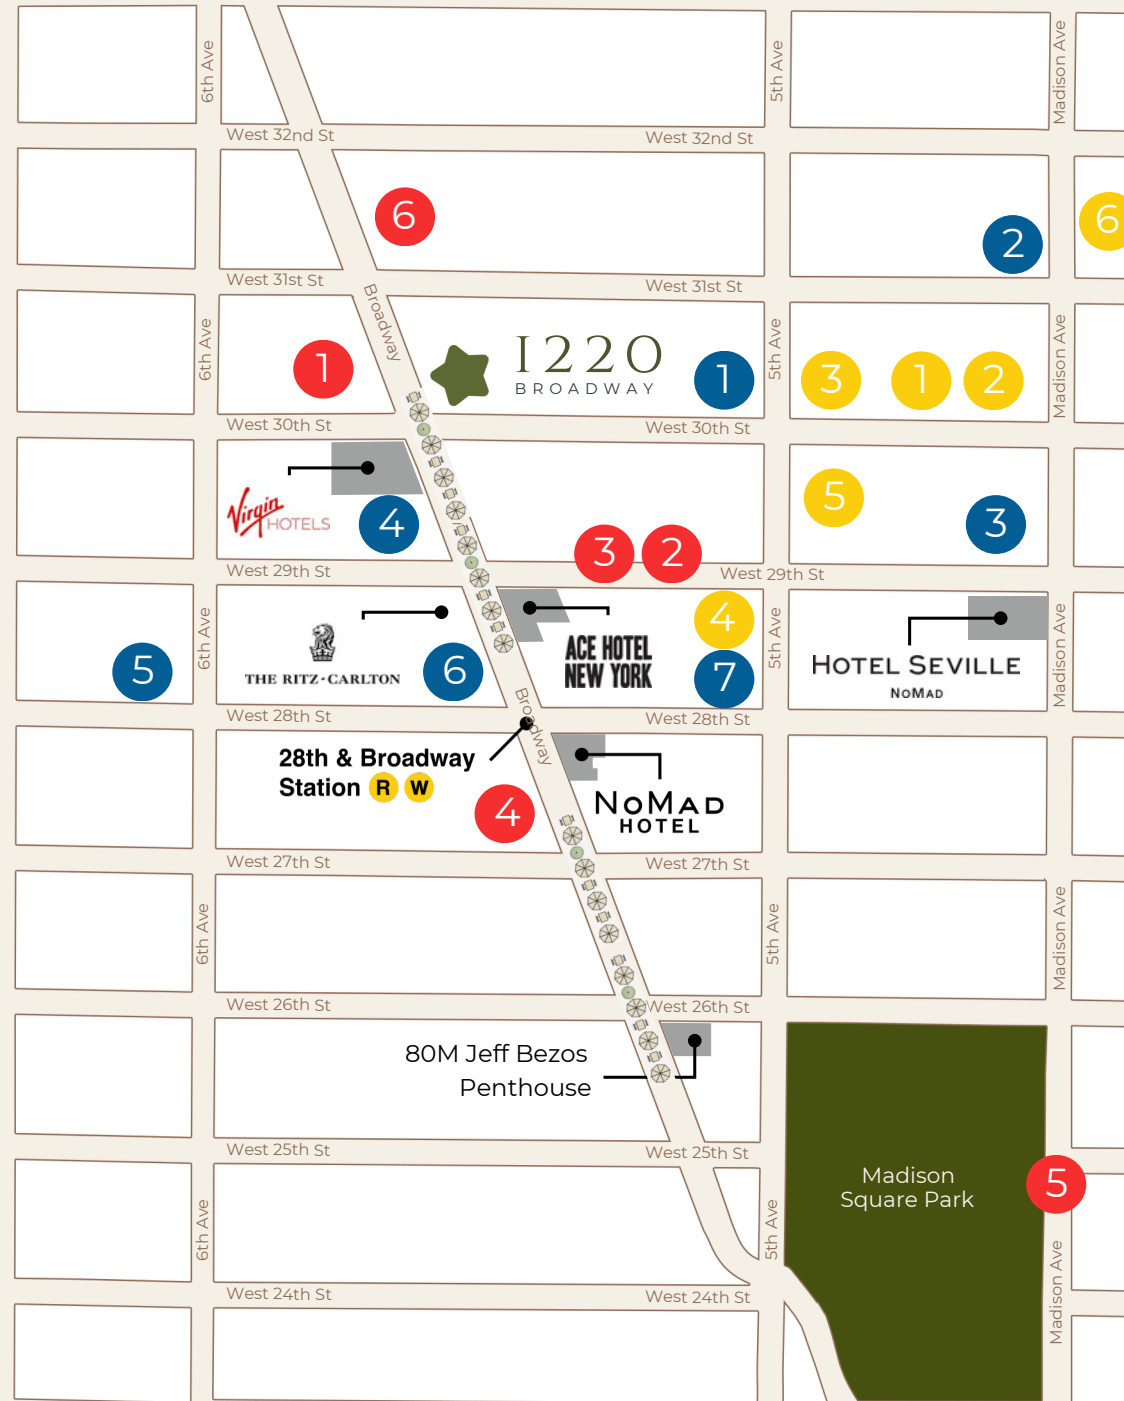 6th Ave
5th Ave
Madison Ave
West 32nd St
West 32nd St
6
2
6
West 31st St
West 31st St
Broadway
6th Ave
5th Ave
Madison Ave
1
1220
BROADWAY
1
3
1
2
West 30th St
West 30th St
Virgin
HOTELS
4
5
3
3
2
West 29th St
West 29th St
6th Ave
5th Ave
Madison Ave
5
THE RITZ-CARLTON
6
ACE HOTEL
NEW YORK
4
7
HOTEL SEVILLE
NOMAD
West 28th St
West 28th St
Broadway
28th & Broadway
Station R W
4
NOMAD
HOTEL
West 27th St
West 27th St
6th Ave
5th Ave
Madison Ave
West 26th St
West 26th St
80M Jeff Bezos
Penthouse
West 25th St
West 25th St
Madison
Square Park
5
6th Ave
5th Ave
Madison Ave
West 24th St
West 24th St